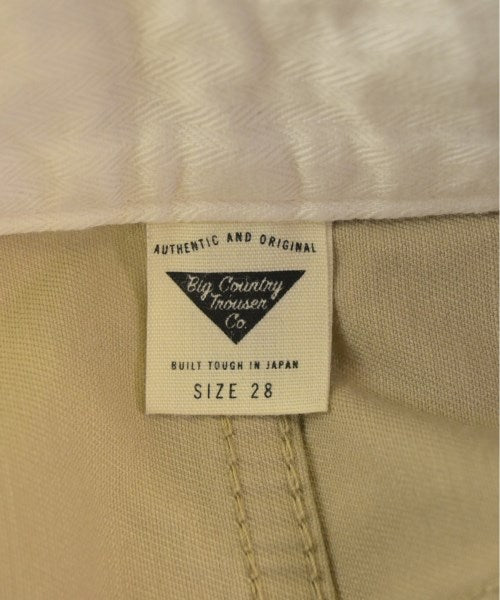 AUTHENTIC AND ORIGINAL
Big Country
Trouser
Co.
BUILT TOUGH IN JAPAN
SIZE 28